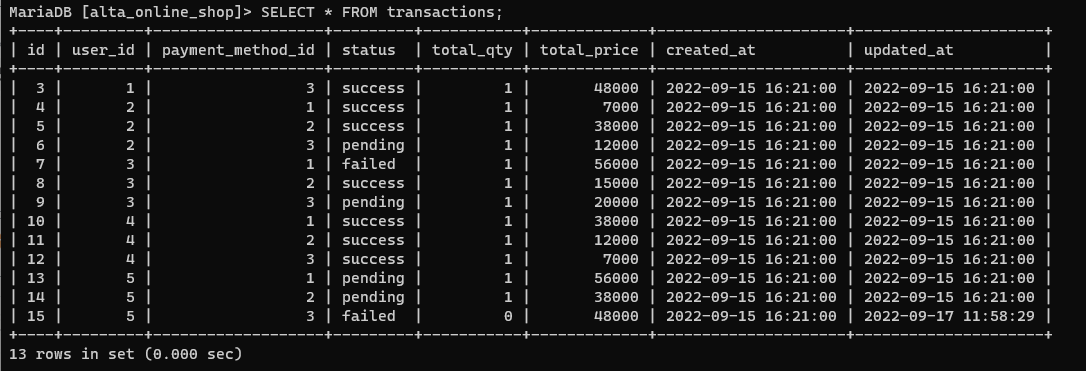 MariaDB [alta_online_shop]> SELECT * FROM transactions;
+----+---------+-------------------+---------+-----------+-------------+---------------------+---------------------+
| id | user_id | payment_method_id | status  | total_qty | total_price | created_at          | updated_at          |
+----+---------+-------------------+---------+-----------+-------------+---------------------+---------------------+
|  3 |       1 |                 3 | success |         1 |       48000 | 2022-09-15 16:21:00 | 2022-09-15 16:21:00 |
|  4 |       2 |                 1 | success |         1 |        7000 | 2022-09-15 16:21:00 | 2022-09-15 16:21:00 |
|  5 |       2 |                 2 | success |         1 |       38000 | 2022-09-15 16:21:00 | 2022-09-15 16:21:00 |
|  6 |       2 |                 3 | pending |         1 |       12000 | 2022-09-15 16:21:00 | 2022-09-15 16:21:00 |
|  7 |       3 |                 1 | failed  |         1 |       56000 | 2022-09-15 16:21:00 | 2022-09-15 16:21:00 |
|  8 |       3 |                 2 | success |         1 |       15000 | 2022-09-15 16:21:00 | 2022-09-15 16:21:00 |
|  9 |       3 |                 3 | pending |         1 |       20000 | 2022-09-15 16:21:00 | 2022-09-15 16:21:00 |
| 10 |       4 |                 1 | success |         1 |       38000 | 2022-09-15 16:21:00 | 2022-09-15 16:21:00 |
| 11 |       4 |                 2 | success |         1 |       12000 | 2022-09-15 16:21:00 | 2022-09-15 16:21:00 |
| 12 |       4 |                 3 | success |         1 |        7000 | 2022-09-15 16:21:00 | 2022-09-15 16:21:00 |
| 13 |       5 |                 1 | pending |         1 |       56000 | 2022-09-15 16:21:00 | 2022-09-15 16:21:00 |
| 14 |       5 |                 2 | pending |         1 |       38000 | 2022-09-15 16:21:00 | 2022-09-15 16:21:00 |
| 15 |       5 |                 3 | failed  |         0 |       48000 | 2022-09-15 16:21:00 | 2022-09-17 11:58:29 |
+----+---------+-------------------+---------+-----------+-------------+---------------------+---------------------+
13 rows in set (0.000 sec)